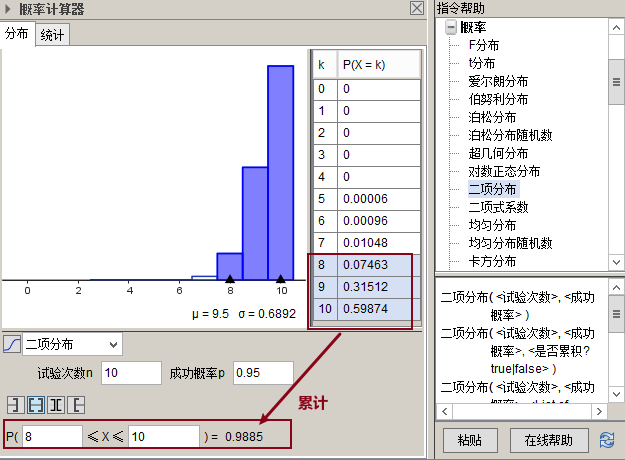 概率计算器
分布 统计
k P(X = k)
0 0
1 0
2 0
3 0
4 0
5 0.00006
6 0.00096
7 0.01048
8 0.07463
9 0.31512
10 0.59874
0 2 4 6 8 10
μ = 9.5 σ = 0.6892
二项分布
试验次数n 10 成功概率p 0.95
累计
P( 8 ≤ X ≤ 10 ) = 0.9885
指令帮助
概率
F分布
t分布
爱尔朗分布
伯努利分布
泊松分布
泊松分布随机数
超几何分布
对数正态分布
二项分布
二项式系数
均匀分布
均匀分布随机数
卡方分布
二项分布( <试验次数>, <成功
概率> )
二项分布( <试验次数>, <成功
概率>, <是否累积?
true|false> )
二项分布( <试验次数>, <成功
粘贴 在线帮助